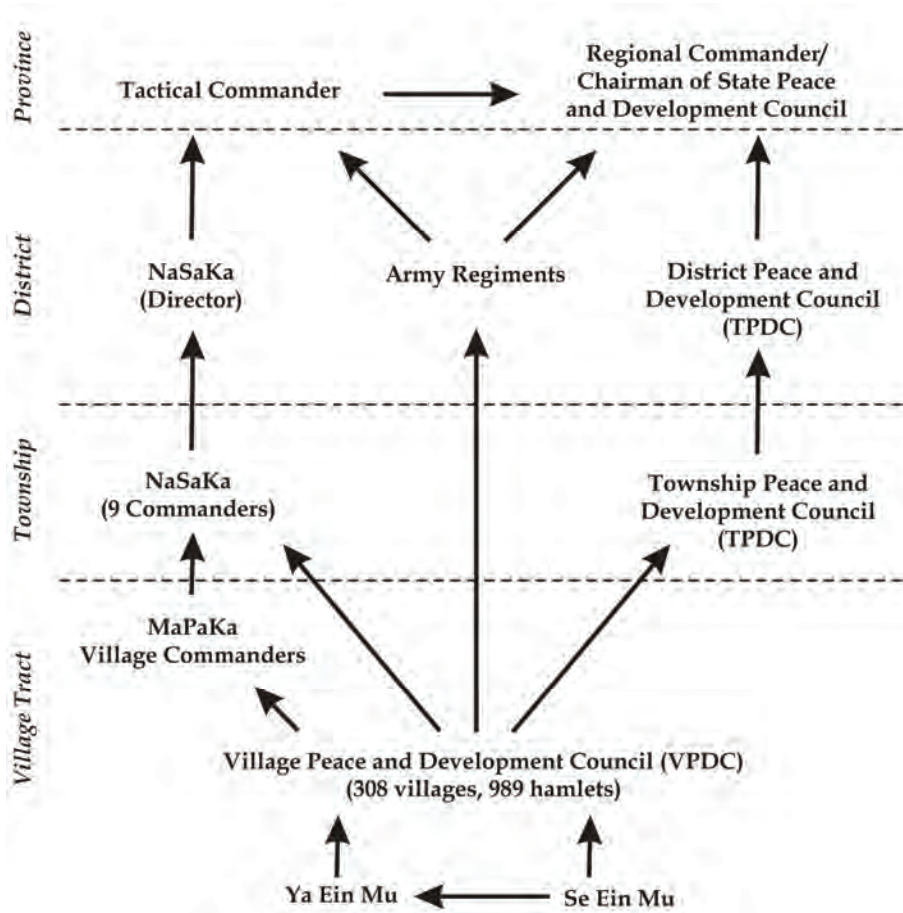 Province
Tactical Commander
Regional Commander/
Chairman of State Peace
and Development Council
District
NaSaKa
(Director)
Army Regiments
District Peace and
Development Council
(TPDC)
Township
NaSaKa
(9 Commanders)
Township Peace and
Development Council
(TPDC)
Village Tract
MaPaKa
Village Commanders
Village Peace and Development Council (VPDC)
(308 villages, 989 hamlets)
Ya Ein Mu
Se Ein Mu